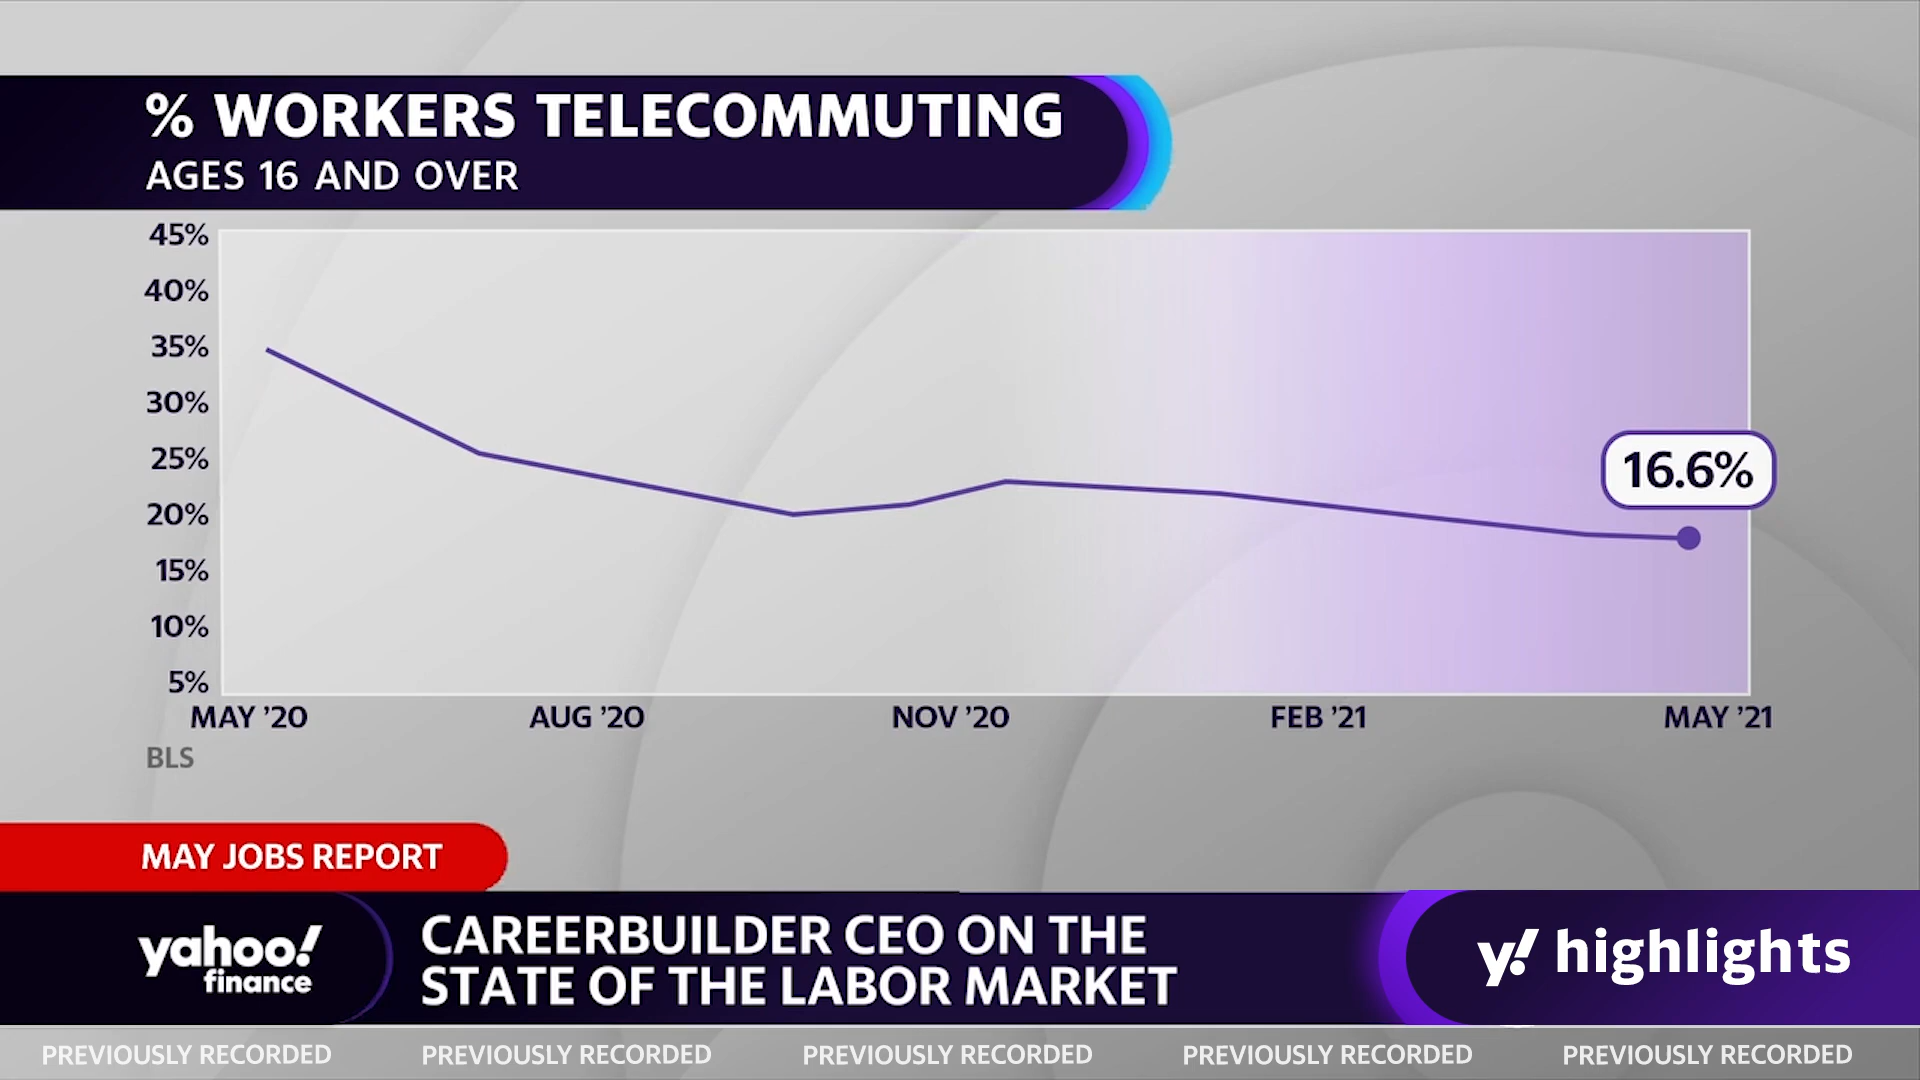 % WORKERS TELECOMMUTING
AGES 16 AND OVER
45%
40%
35%
30%
25%
20%
15%
10%
5%
16.6%
MAY ’20 AUG ’20 NOV ’20 FEB ’21 MAY ’21
BLS
MAY JOBS REPORT
yahoo!
finance
CAREERBUILDER CEO ON THE
STATE OF THE LABOR MARKET
y! highlights
PREVIOUSLY RECORDED PREVIOUSLY RECORDED PREVIOUSLY RECORDED PREVIOUSLY RECORDED PREVIOUSLY RECORDED